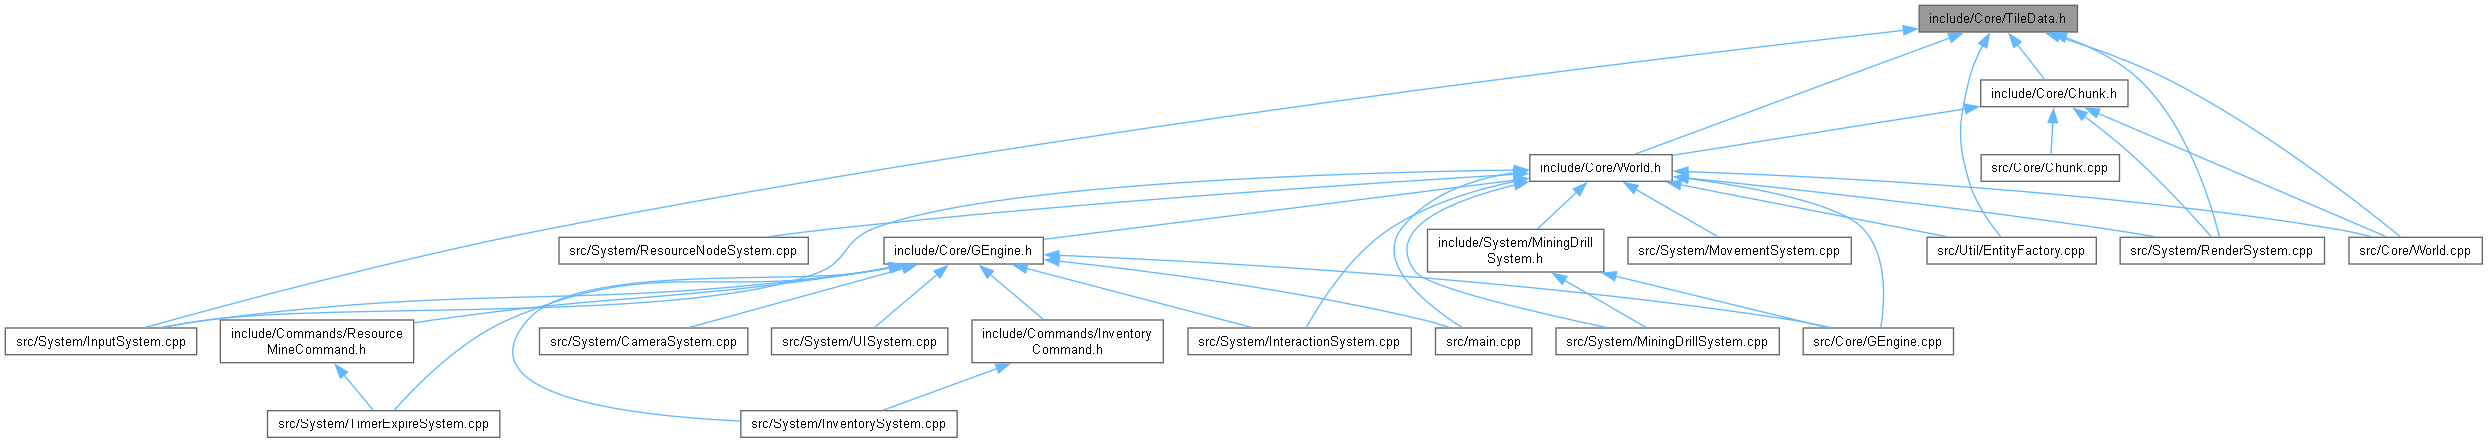 include/Core/TileData.h
include/Core/Chunk.h
include/Core/World.h
src/Core/Chunk.cpp
src/System/ResourceNodeSystem.cpp
include/Core/GEngine.h
include/System/MiningDrill
System.h
src/System/MovementSystem.cpp
src/Util/EntityFactory.cpp
src/System/RenderSystem.cpp
src/Core/World.cpp
src/System/InputSystem.cpp
include/Commands/Resource
MineCommand.h
src/System/CameraSystem.cpp
src/System/UISystem.cpp
include/Commands/Inventory
Command.h
src/System/InteractionSystem.cpp
src/main.cpp
src/System/MiningDrillSystem.cpp
src/Core/GEngine.cpp
src/System/TimerExpireSystem.cpp
src/System/InventorySystem.cpp